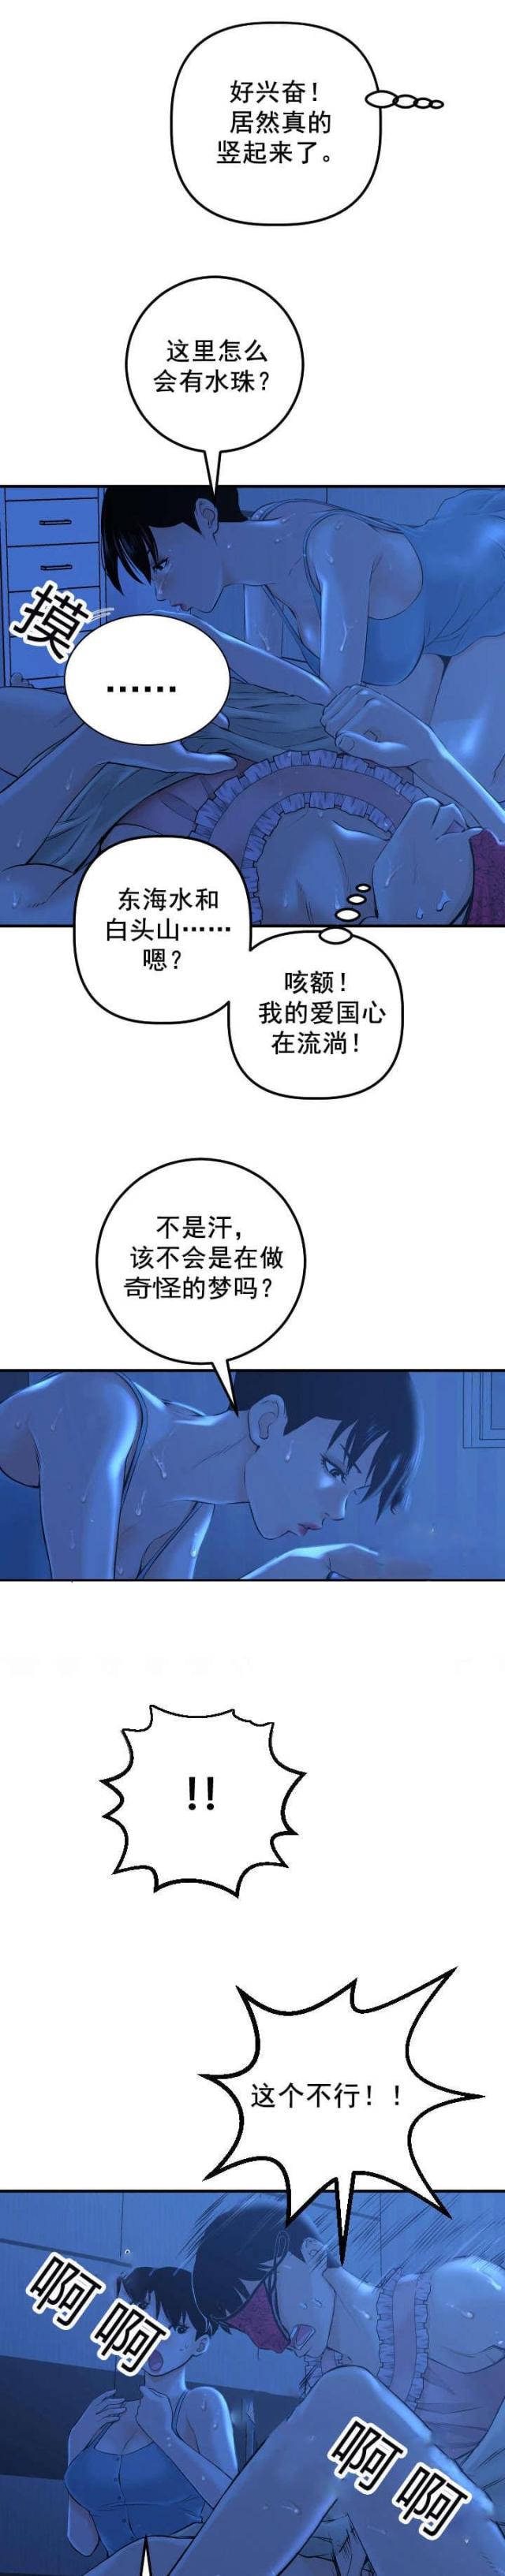 好兴奋！
居然真的
竖起来了。
这里怎么
会有水珠？
摸
……
东海水和
白头山……
嗯？
咳额！
我的爱国心
在流淌！
不是汗，
该不会是在做
奇怪的梦吗？
!!
这个不行！！
啊啊
啊啊